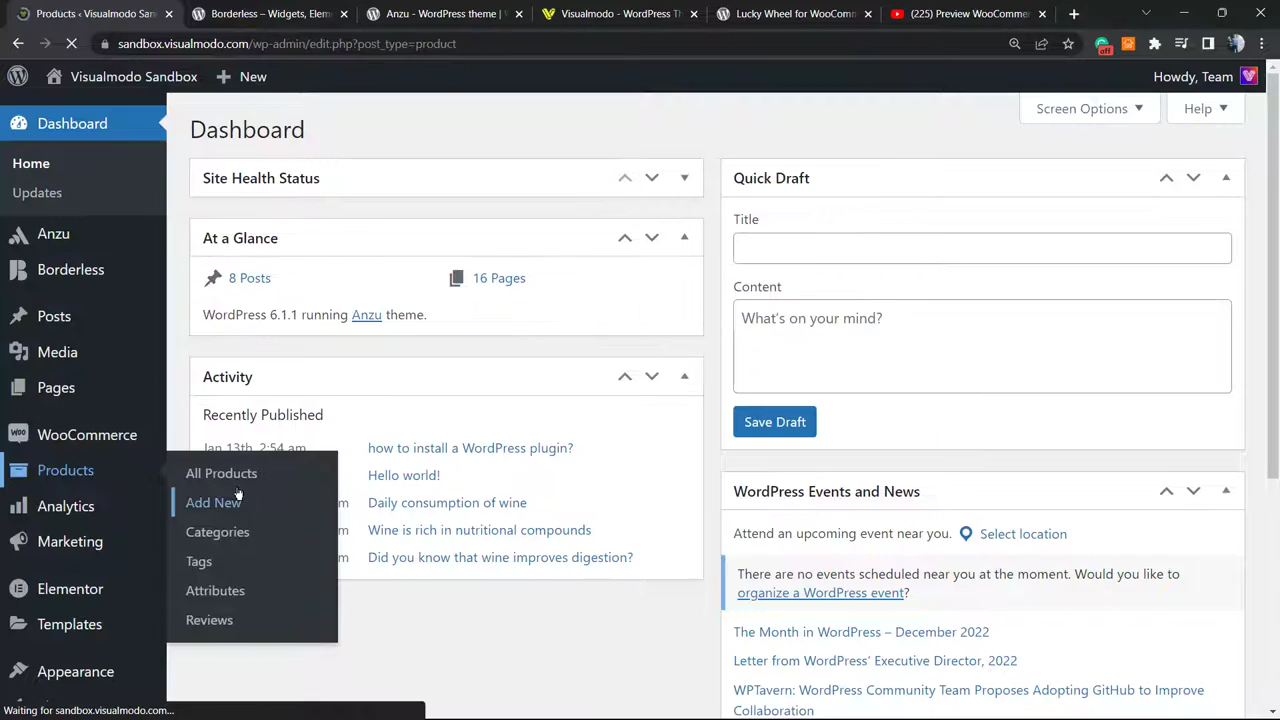 Products ‹ Visualmodo Sandbox
Borderless – Widgets, Elem
Anzu - WordPress theme | V
Visualmodo - WordPress Th
Lucky Wheel for WooComm
(225) Preview WooComme
sandbox.visualmodo.com/wp-admin/edit.php?post_type=product
off
Visualmodo Sandbox
New
Howdy, Team
Dashboard
Home
Updates
Anzu
Borderless
Posts
Media
Pages
WooCommerce
Products
Analytics
Marketing
Elementor
Templates
Appearance
All Products
Add New
Categories
Tags
Attributes
Reviews
Screen Options
Help
Dashboard
Site Health Status
At a Glance
8 Posts
16 Pages
WordPress 6.1.1 running Anzu theme.
Activity
Recently Published
Jan 13th, 2:54 am
how to install a WordPress plugin?
Hello world!
m Daily consumption of wine
m Wine is rich in nutritional compounds
m Did you know that wine improves digestion?
Quick Draft
Title
Content
What's on your mind?
Save Draft
WordPress Events and News
Attend an upcoming event near you.
Select location
There are no events scheduled near you at the moment. Would you like to
organize a WordPress event?
The Month in WordPress – December 2022
Letter from WordPress' Executive Director, 2022
WPTavern: WordPress Community Team Proposes Adopting GitHub to Improve
Collaboration
Waiting for sandbox.visualmodo.com...